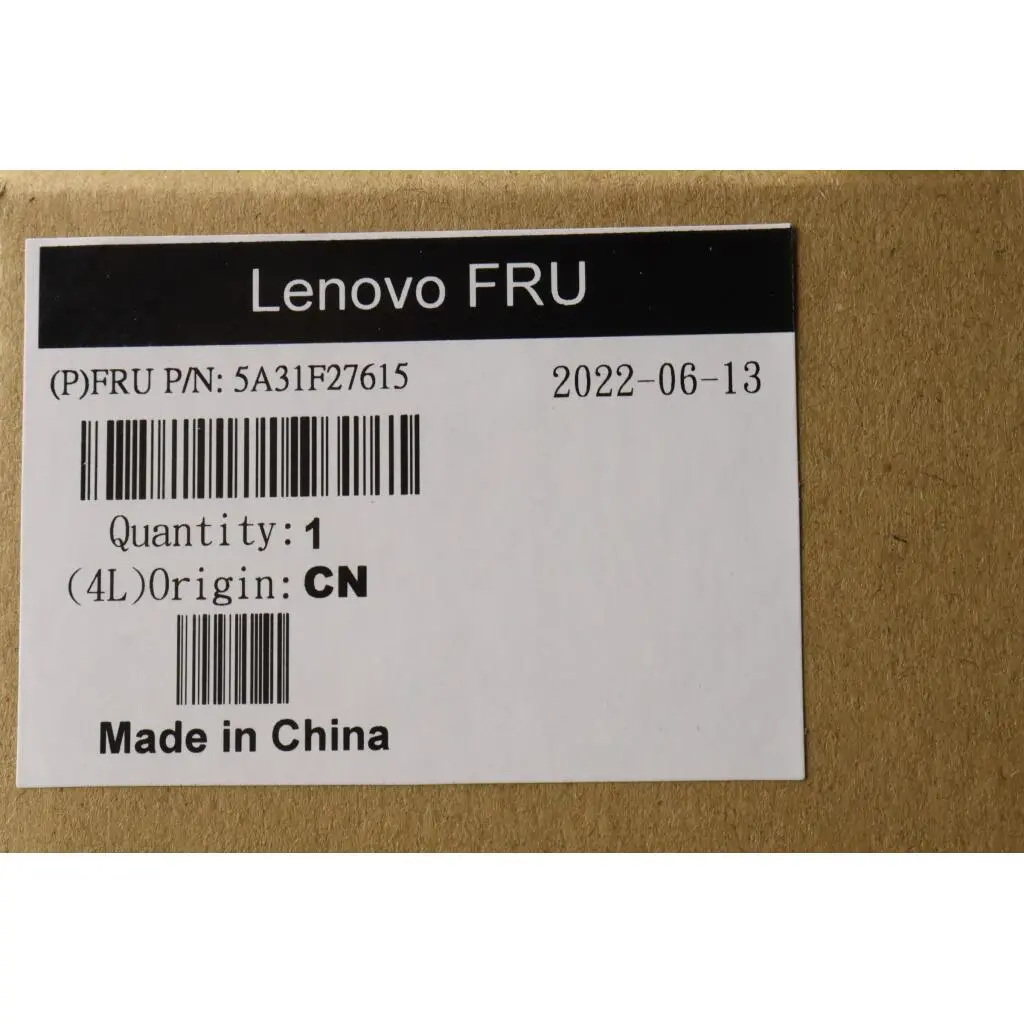 Lenovo FRU
(P)FRU P/N: 5A31F27615
2022-06-13
Quantity: 1
(4L)Origin: CN
Made in China